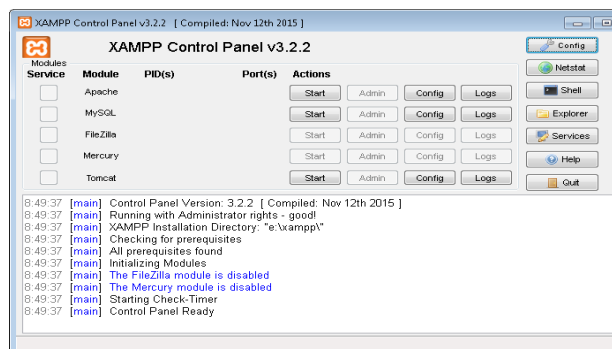 XAMPP Control Panel v3.2.2 [ Compiled: Nov 12th 2015 ]
XAMPP Control Panel v3.2.2
Config
Modules
Service Module PID(s) Port(s) Actions
Netstat
Apache Start Admin Config Logs
Shell
MySQL Start Admin Config Logs
Explorer
FileZilla Start Admin Config Logs
Services
Mercury Start Admin Config Logs
Help
Tomcat Start Admin Config Logs
Quit
8:49:37 [main] Control Panel Version: 3.2.2 [ Compiled: Nov 12th 2015 ]
8:49:37 [main] Running with Administrator rights - good!
8:49:37 [main] XAMPP Installation Directory: "e:\xampp\"
8:49:37 [main] Checking for prerequisites
8:49:37 [main] All prerequisites found
8:49:37 [main] Initializing Modules
8:49:37 [main] The FileZilla module is disabled
8:49:37 [main] The Mercury module is disabled
8:49:37 [main] Starting Check-Timer
8:49:37 [main] Control Panel Ready